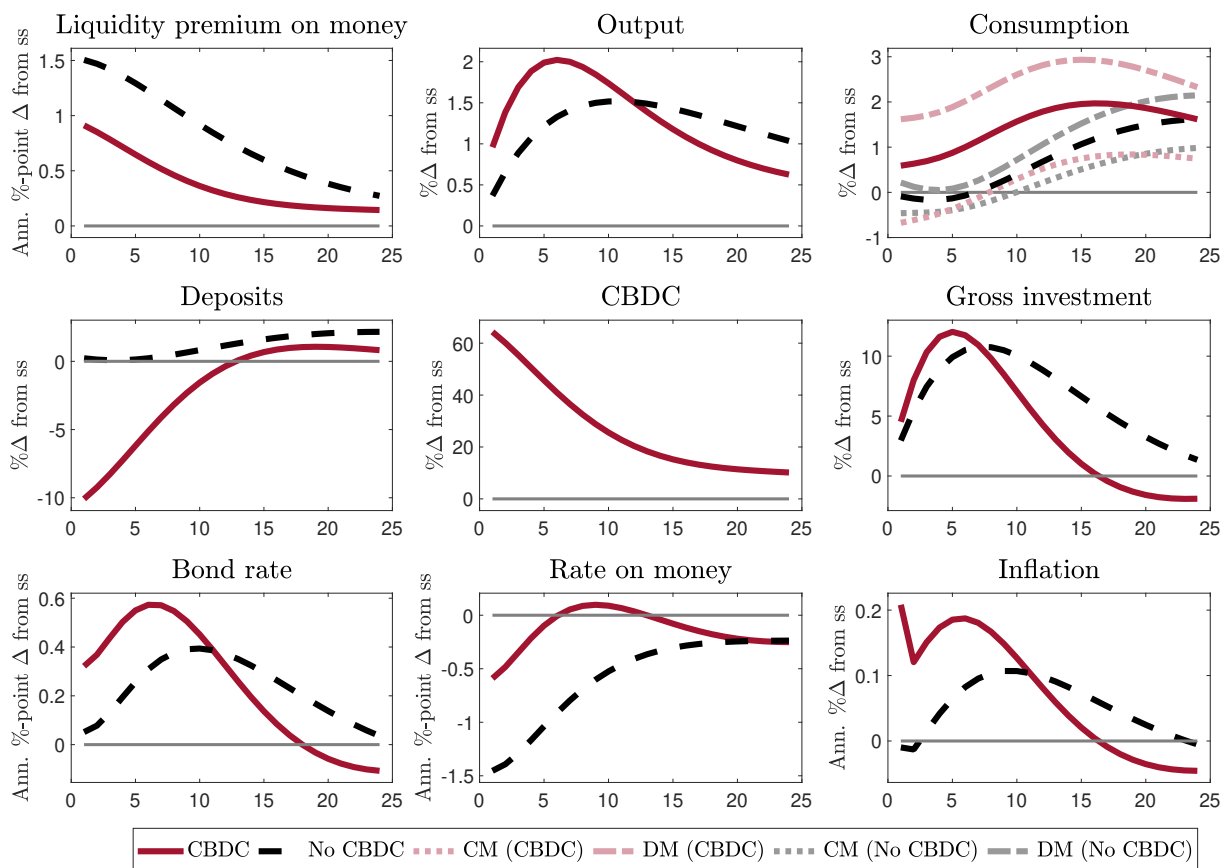 Liquidity premium on money
Output
Consumption
Ann. %-point Δ from ss
1.5
1
0.5
0
0 5 10 15 20 25
%Δ from ss
2
1.5
1
0.5
0
0 5 10 15 20 25
%Δ from ss
3
2
1
0
-1
0 5 10 15 20 25
Deposits
CBDC
Gross investment
%Δ from ss
0
-5
-10
0 5 10 15 20 25
%Δ from ss
60
40
20
0
0 5 10 15 20 25
%Δ from ss
10
5
0
0 5 10 15 20 25
Bond rate
Rate on money
Inflation
Ann. %-point Δ from ss
0.6
0.4
0.2
0
0 5 10 15 20 25
Ann. %-point Δ from ss
0
-0.5
-1
-1.5
0 5 10 15 20 25
Ann. %Δ from ss
0.2
0.1
0
0 5 10 15 20 25
CBDC No CBDC CM (CBDC) DM (CBDC) CM (No CBDC) DM (No CBDC)